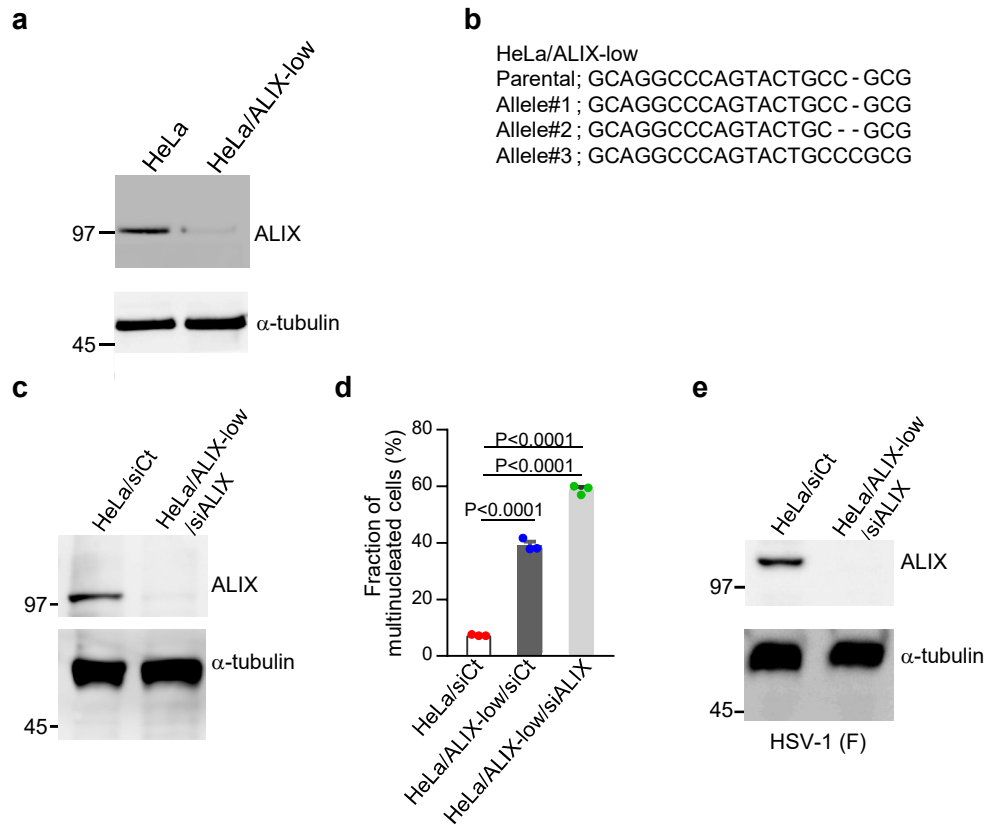 a
HeLa
HeLa/ALIX-low
97
ALIX
α-tubulin
45
b
HeLa/ALIX-low
Parental; GCAGGCCCAGTACTGCC-GCG
Allele#1 ; GCAGGCCCAGTACTGCC-GCG
Allele#2 ; GCAGGCCCAGTACTGC--GCG
Allele#3 ; GCAGGCCCAGTACTGCCCGCG
c
HeLa/siCt
HeLa/ALIX-low
/siALIX
ALIX
97
α-tubulin
45
d
Fraction of
multinucleated cells (%)
80
60
40
20
0
P<0.0001
P<0.0001
P<0.0001
HeLa/siCt
HeLa/ALIX-low/siCt
HeLa/ALIX-low/siALIX
e
HeLa/siCt
HeLa/ALIX-low
/siALIX
ALIX
97
α-tubulin
45
HSV-1 (F)